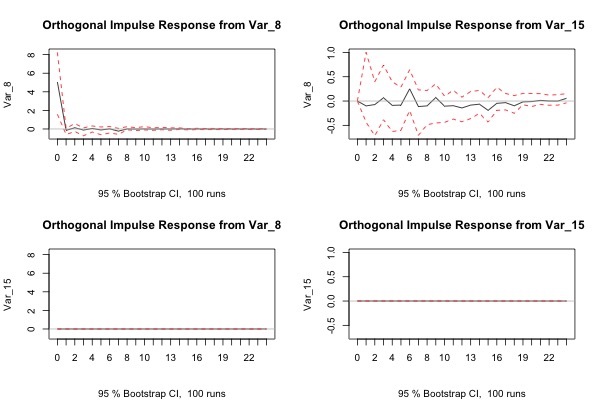 Orthogonal Impulse Response from Var_8
Var_8
0 2 4 6 8
0 2 4 6 8 10 13 16 19 22
95 % Bootstrap CI, 100 runs
Orthogonal Impulse Response from Var_15
Var_8
-0.5 0.0 0.5 1.0
0 2 4 6 8 10 13 16 19 22
95 % Bootstrap CI, 100 runs
Orthogonal Impulse Response from Var_8
Var_15
0 2 4 6 8
0 2 4 6 8 10 13 16 19 22
95 % Bootstrap CI, 100 runs
Orthogonal Impulse Response from Var_15
Var_15
-0.5 0.0 0.5 1.0
0 2 4 6 8 10 13 16 19 22
95 % Bootstrap CI, 100 runs